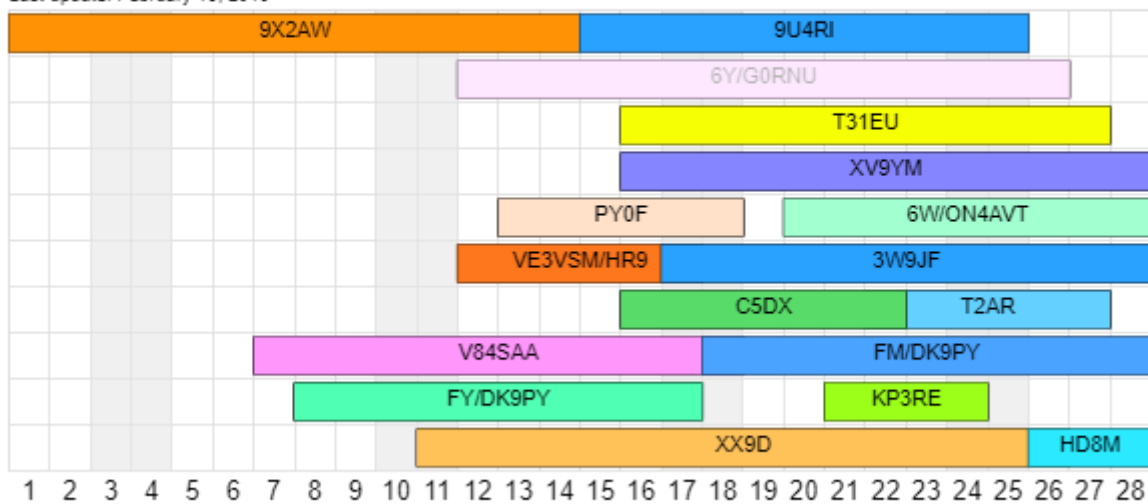 9X2AW 9U4RI
6Y/G0RNU
T31EU
XV9YM
PY0F 6W/ON4AVT
VE3VSM/HR9 3W9JF
C5DX T2AR
V84SAA FM/DK9PY
FY/DK9PY KP3RE
XX9D HD8M
1 2 3 4 5 6 7 8 9 10 11 12 13 14 15 16 17 18 19 20 21 22 23 24 25 26 27 28